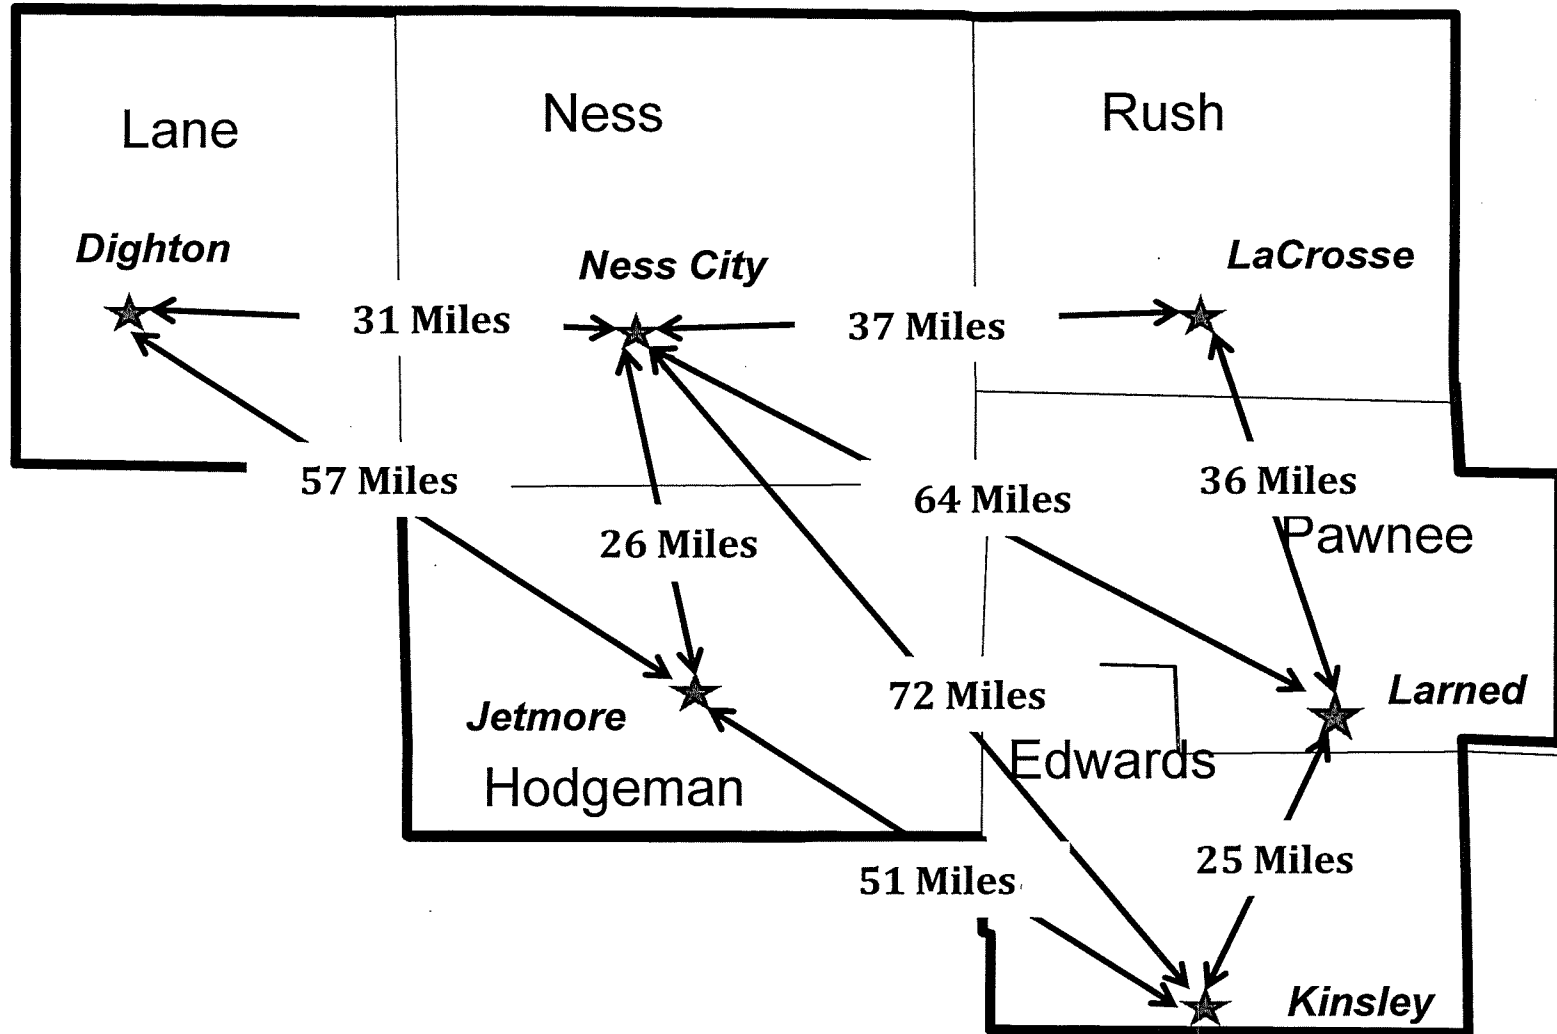 Lane
Ness
Rush
Dighton
Ness City
LaCrosse
31 Miles
37 Miles
57 Miles
64 Miles
36 Miles
26 Miles
Pawnee
Jetmore
72 Miles
Larned
Hodgeman
Edwards
51 Miles
25 Miles
Kinsley